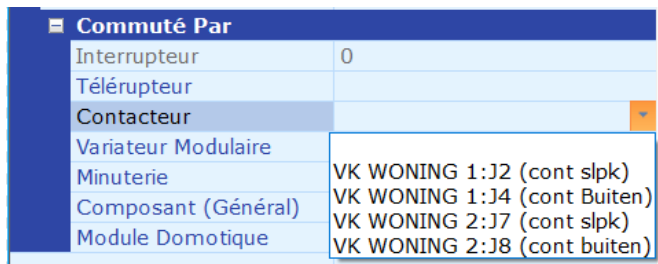 Commuté Par
Interrupteur 0
Télérupteur
Contacteur
Variateur Modulaire
Minuterie
Composant (Général)
Module Domotique
VK WONING 1:J2 (cont slpk)
VK WONING 1:J4 (cont Buiten)
VK WONING 2:J7 (cont slpk)
VK WONING 2:J8 (cont buiten)